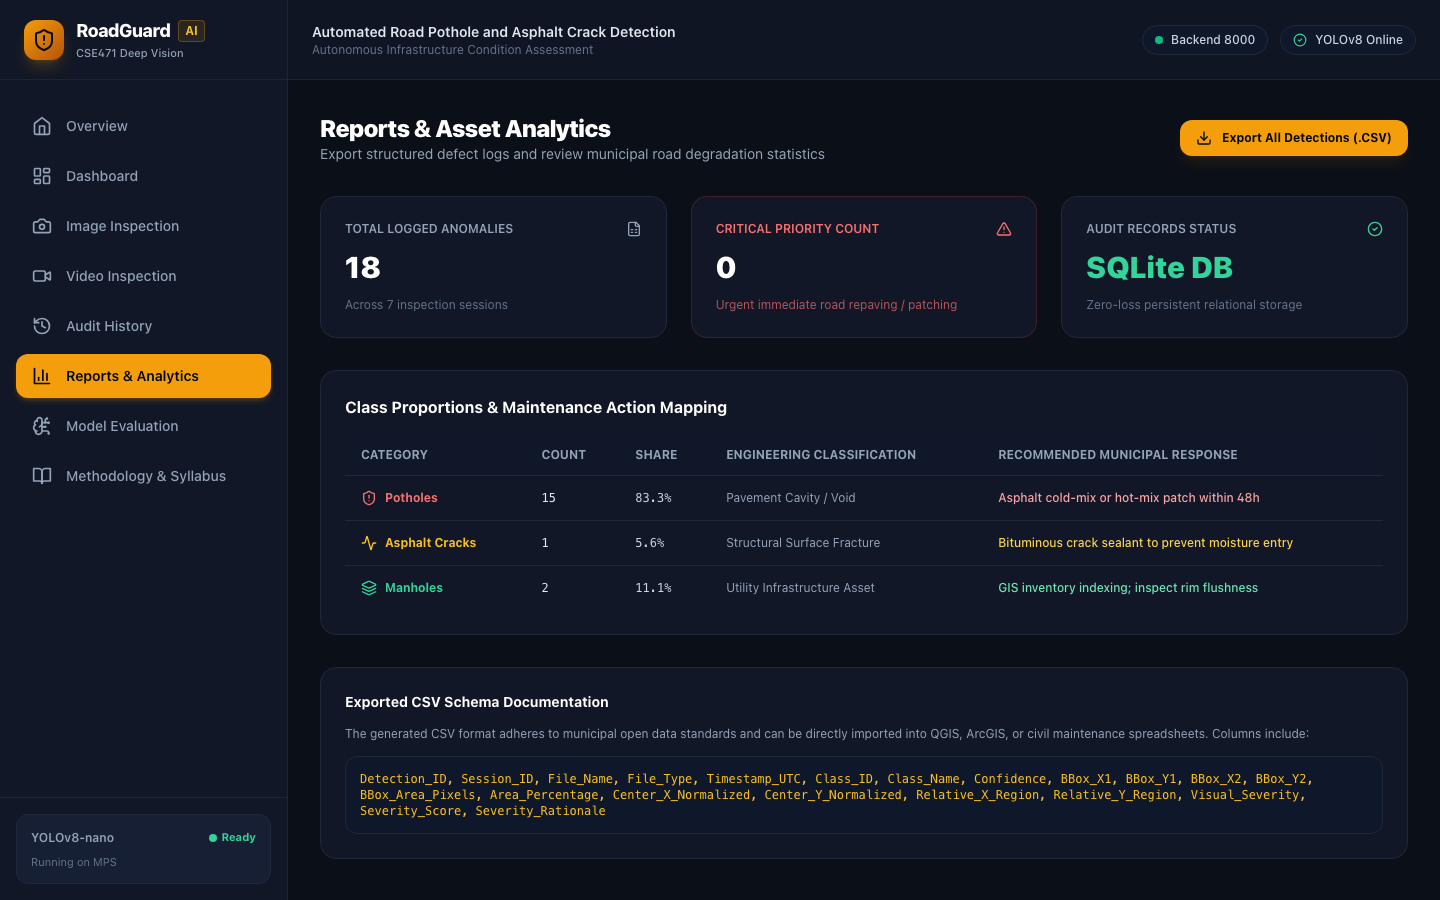 RoadGuard AI
CSE471 Deep Vision
Automated Road Pothole and Asphalt Crack Detection
Autonomous Infrastructure Condition Assessment
Backend 8000
YOLOv8 Online
Overview
Dashboard
Image Inspection
Video Inspection
Audit History
Reports & Analytics
Model Evaluation
Methodology & Syllabus
YOLOv8-nano
Ready
Running on MPS
Reports & Asset Analytics
Export structured defect logs and review municipal road degradation statistics
Export All Detections (.CSV)
TOTAL LOGGED ANOMALIES
18
Across 7 inspection sessions
CRITICAL PRIORITY COUNT
0
Urgent immediate road repaving / patching
AUDIT RECORDS STATUS
SQLite DB
Zero-loss persistent relational storage
Class Proportions & Maintenance Action Mapping
CATEGORY COUNT SHARE ENGINEERING CLASSIFICATION RECOMMENDED MUNICIPAL RESPONSE
Potholes 15 83.3% Pavement Cavity / Void Asphalt cold-mix or hot-mix patch within 48h
Asphalt Cracks 1 5.6% Structural Surface Fracture Bituminous crack sealant to prevent moisture entry
Manholes 2 11.1% Utility Infrastructure Asset GIS inventory indexing; inspect rim flushness
Exported CSV Schema Documentation
The generated CSV format adheres to municipal open data standards and can be directly imported into QGIS, ArcGIS, or civil maintenance spreadsheets. Columns include:
Detection_ID, Session_ID, File_Name, File_Type, Timestamp_UTC, Class_ID, Class_Name, Confidence, BBox_X1, BBox_Y1, BBox_X2, BBox_Y2,
BBox_Area_Pixels, Area_Percentage, Center_X_Normalized, Center_Y_Normalized, Relative_X_Region, Relative_Y_Region, Visual_Severity,
Severity_Score, Severity_Rationale